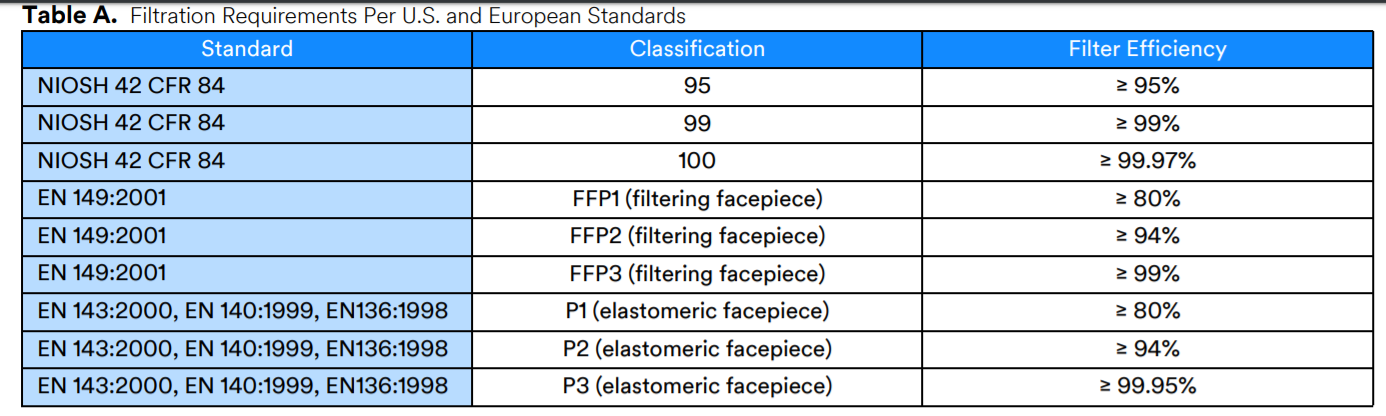 Table A. Filtration Requirements Per U.S. and European Standards
Standard Classification Filter Efficiency
NIOSH 42 CFR 84 95 ≥ 95%
NIOSH 42 CFR 84 99 ≥ 99%
NIOSH 42 CFR 84 100 ≥ 99.97%
EN 149:2001 FFP1 (filtering facepiece) ≥ 80%
EN 149:2001 FFP2 (filtering facepiece) ≥ 94%
EN 149:2001 FFP3 (filtering facepiece) ≥ 99%
EN 143:2000, EN 140:1999, EN136:1998 P1 (elastomeric facepiece) ≥ 80%
EN 143:2000, EN 140:1999, EN136:1998 P2 (elastomeric facepiece) ≥ 94%
EN 143:2000, EN 140:1999, EN136:1998 P3 (elastomeric facepiece) ≥ 99.95%